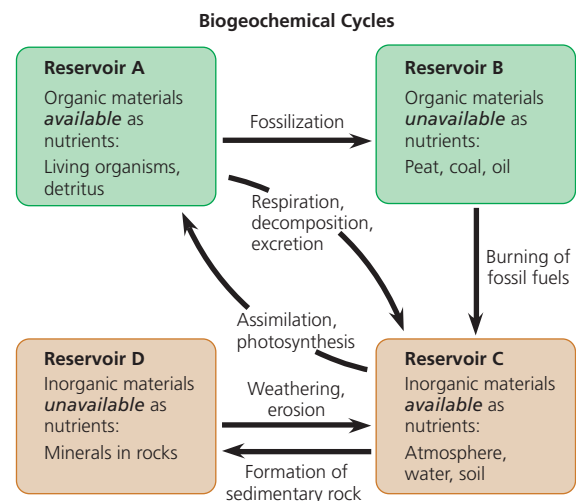 Biogeochemical Cycles
Reservoir A
Organic materials
available as
nutrients:
Living organisms,
detritus
Fossilization
Reservoir B
Organic materials
unavailable as
nutrients:
Peat, coal, oil
Respiration,
decomposition,
excretion
Burning of
fossil fuels
Assimilation,
photosynthesis
Reservoir D
Inorganic materials
unavailable as
nutrients:
Minerals in rocks
Weathering,
erosion
Formation of
sedimentary rock
Reservoir C
Inorganic materials
available as
nutrients:
Atmosphere,
water, soil